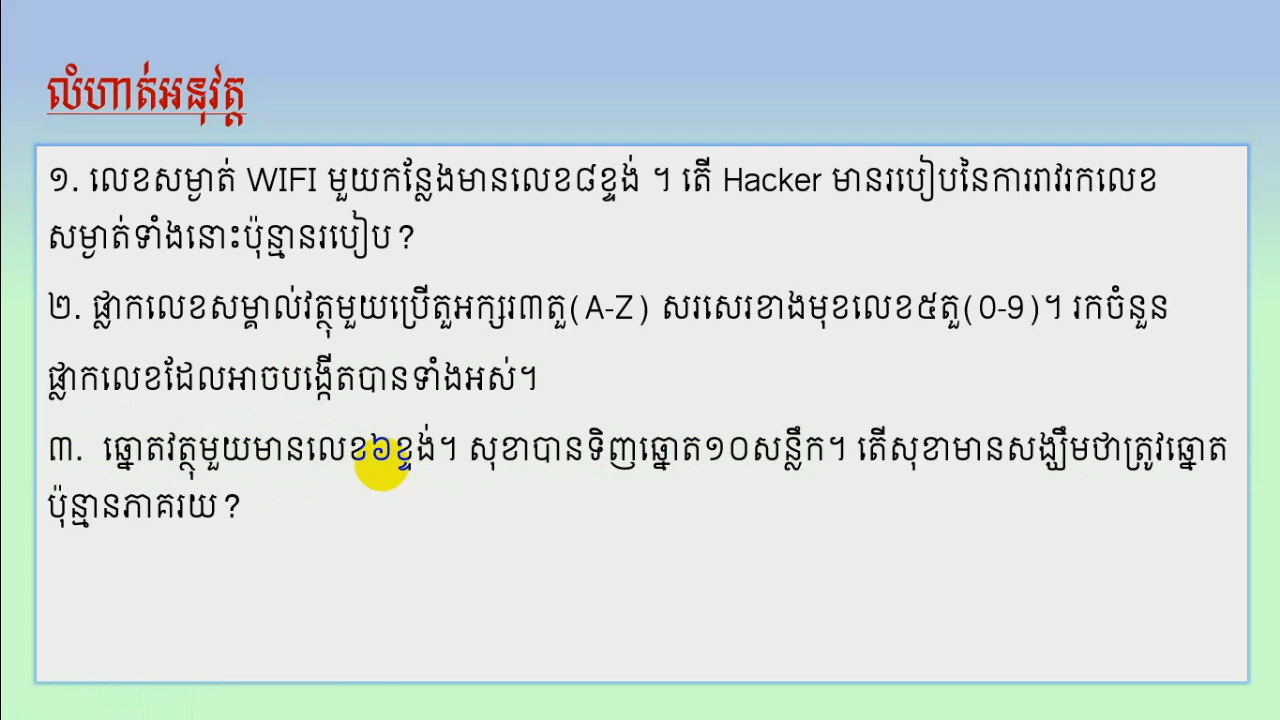 លំហាត់អនុវត្ត
១. លេខសម្ងាត់ WIFI មួយកន្លែងមានលេខ៨ខ្ទង់ ។ តើ Hacker មានរបៀបនៃការរាវរកលេខ
សម្ងាត់ទាំងនោះប៉ុន្មានរបៀប?
២. ផ្លាកលេខសម្គាល់វត្ថុមួយប្រើតួអក្សរ៣តួ(A-Z) សរសេរខាងមុខលេខ៥តួ(0-9)។ រកចំនួន
ផ្លាកលេខដែលអាចបង្កើតបានទាំងអស់។
៣. ឆ្នោតវត្ថុមួយមានលេខ៦ខ្ទង់។ សុខាបានទិញឆ្នោត១០សន្លឹក។ តើសុខាមានសង្ឃឹមថាត្រូវឆ្នោត
ប៉ុន្មានភាគរយ?